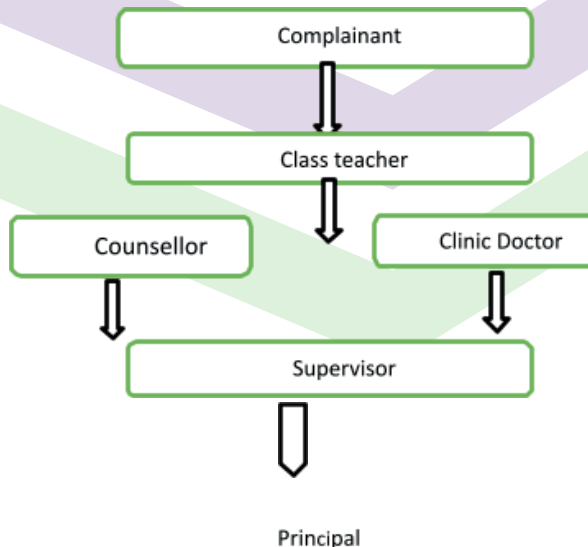 Complainant
Class teacher
Counsellor
Clinic Doctor
Supervisor
Principal